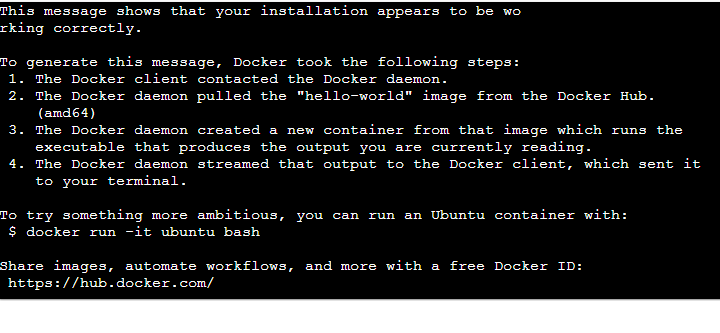 This message shows that your installation appears to be wo
rking correctly.
To generate this message, Docker took the following steps:
1. The Docker client contacted the Docker daemon.
2. The Docker daemon pulled the "hello-world" image from the Docker Hub.
(amd64)
3. The Docker daemon created a new container from that image which runs the
executable that produces the output you are currently reading.
4. The Docker daemon streamed that output to the Docker client, which sent it
to your terminal.
To try something more ambitious, you can run an Ubuntu container with:
$ docker run -it ubuntu bash
Share images, automate workflows, and more with a free Docker ID:
https://hub.docker.com/